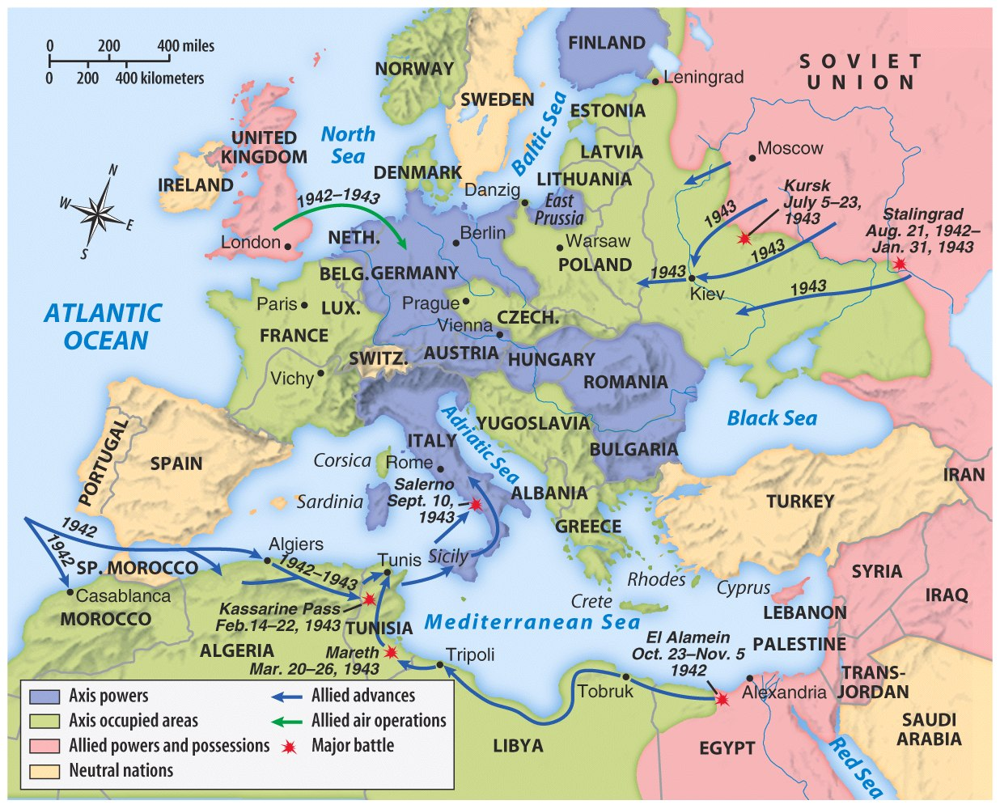 0 200 400 miles
0 200 400 kilometers
N
W
E
S
NORWAY
SWEDEN
FINLAND
SOVIET
UNION
Leningrad
ESTONIA
Baltic Sea
LATVIA
LITHUANIA
Moscow
North
Sea
UNITED
KINGDOM
IRELAND
DENMARK
Danzig
East
Prussia
1942–1943
London
NETH.
Berlin
Warsaw
POLAND
BELG.
GERMANY
Kursk
July 5–23,
1943
Stalingrad
Aug. 21, 1942–
Jan. 31, 1943
1943
1943
1943
1943
Kiev
ATLANTIC
OCEAN
Paris
LUX.
FRANCE
Prague
CZECH.
Vienna
SWITZ.
AUSTRIA
HUNGARY
ROMANIA
Vichy
Black Sea
PORTUGAL
SPAIN
Adriatic Sea
YUGOSLAVIA
BULGARIA
ITALY
Corsica
Rome
Sardinia
Salerno
Sept. 10,
1943
ALBANIA
GREECE
TURKEY
IRAN
1942
1942
Algiers
SP. MOROCCO
1942–1943
Tunis
Sicily
Rhodes
Cyprus
SYRIA
IRAQ
Casablanca
MOROCCO
Kassarine Pass
Feb.14–22, 1943
TUNISIA
Crete
Mediterranean Sea
LEBANON
PALESTINE
ALGERIA
Mareth
Mar. 20–26, 1943
Tripoli
El Alamein
Oct. 23–Nov. 5
1942
Tobruk
Alexandria
TRANS-
JORDAN
SAUDI
ARABIA
LIBYA
EGYPT
Red Sea
Axis powers
Axis occupied areas
Allied powers and possessions
Neutral nations
Allied advances
Allied air operations
Major battle